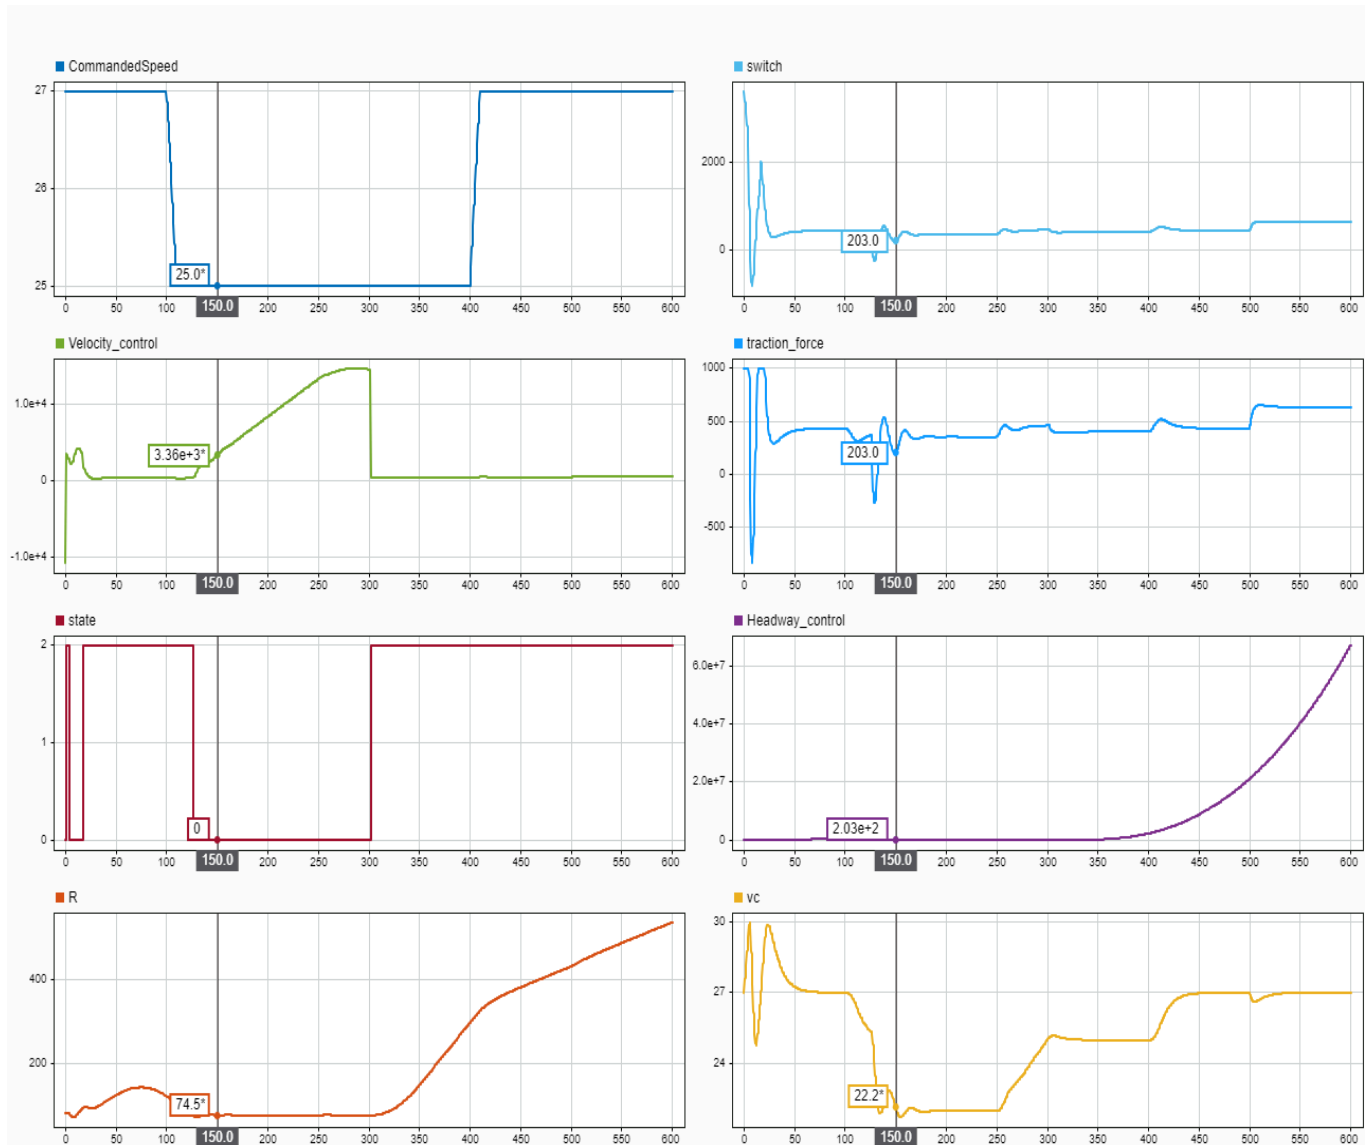 CommandedSpeed
27
26
25
25.0*
0 50 100 150.0 200 250 300 350 400 450 500 550 600
switch
2000
0
203.0
0 50 100 150.0 200 250 300 350 400 450 500 550 600
Velocity_control
1.0e+4
0
-1.0e+4
3.36e+3*
0 50 100 150.0 200 250 300 350 400 450 500 550 600
traction_force
1000
500
0
-500
203.0
0 50 100 150.0 200 250 300 350 400 450 500 550 600
state
2
1
0
0
0 50 100 150.0 200 250 300 350 400 450 500 550 600
Headway_control
6.0e+7
4.0e+7
2.0e+7
0
2.03e+2
0 50 100 150.0 200 250 300 350 400 450 500 550 600
R
400
200
74.5*
0 50 100 150.0 200 250 300 350 400 450 500 550 600
vc
30
27
24
22.2*
0 50 100 150.0 200 250 300 350 400 450 500 550 600